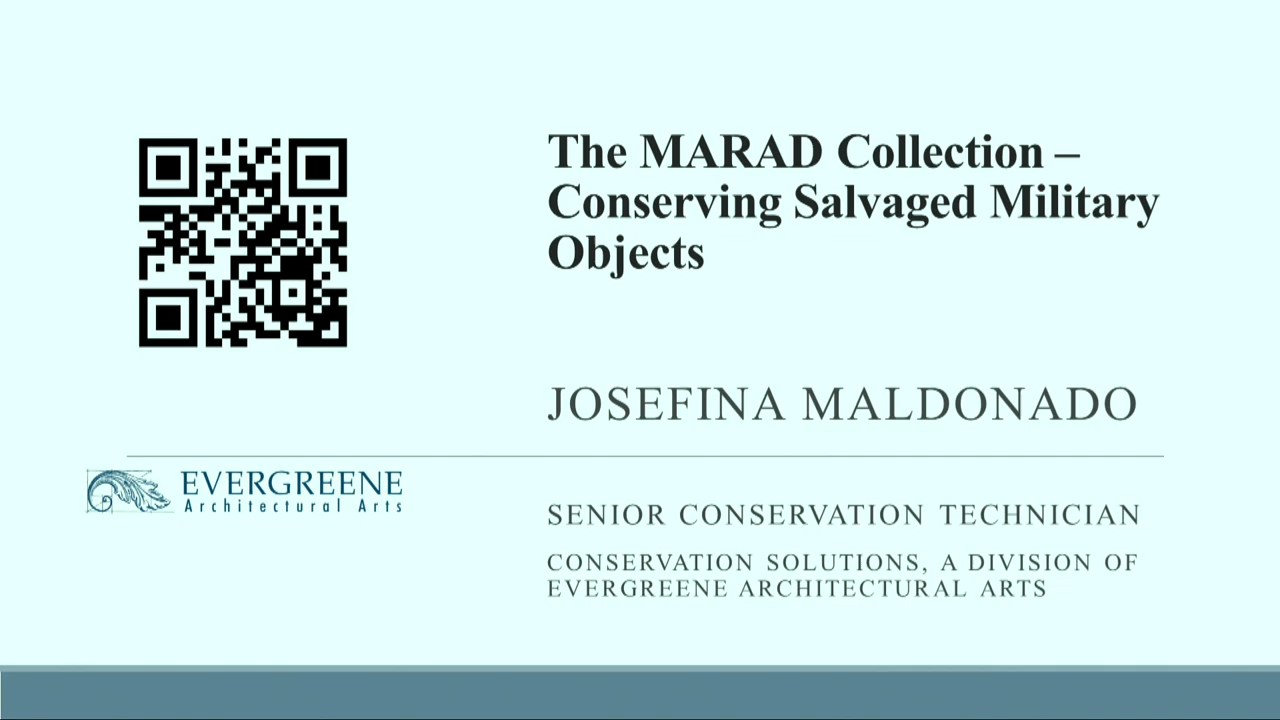 The MARAD Collection –
Conserving Salvaged Military
Objects
JOSEFINA MALDONADO
EVERGREENE
Architectural Arts
SENIOR CONSERVATION TECHNICIAN
CONSERVATION SOLUTIONS, A DIVISION OF
EVERGREENE ARCHITECTURAL ARTS